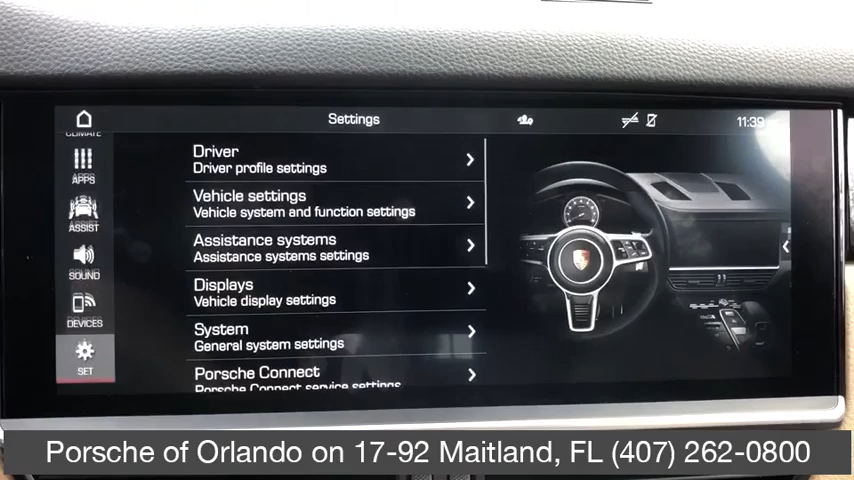 Settings
11:39
CLIMATE
APPS
ASSIST
SOUND
DEVICES
SET
Driver
Driver profile settings
Vehicle settings
Vehicle system and function settings
Assistance systems
Assistance systems settings
Displays
Vehicle display settings
System
General system settings
Porsche Connect
Porsche Connect service settings
Porsche of Orlando on 17-92 Maitland, FL (407) 262-0800